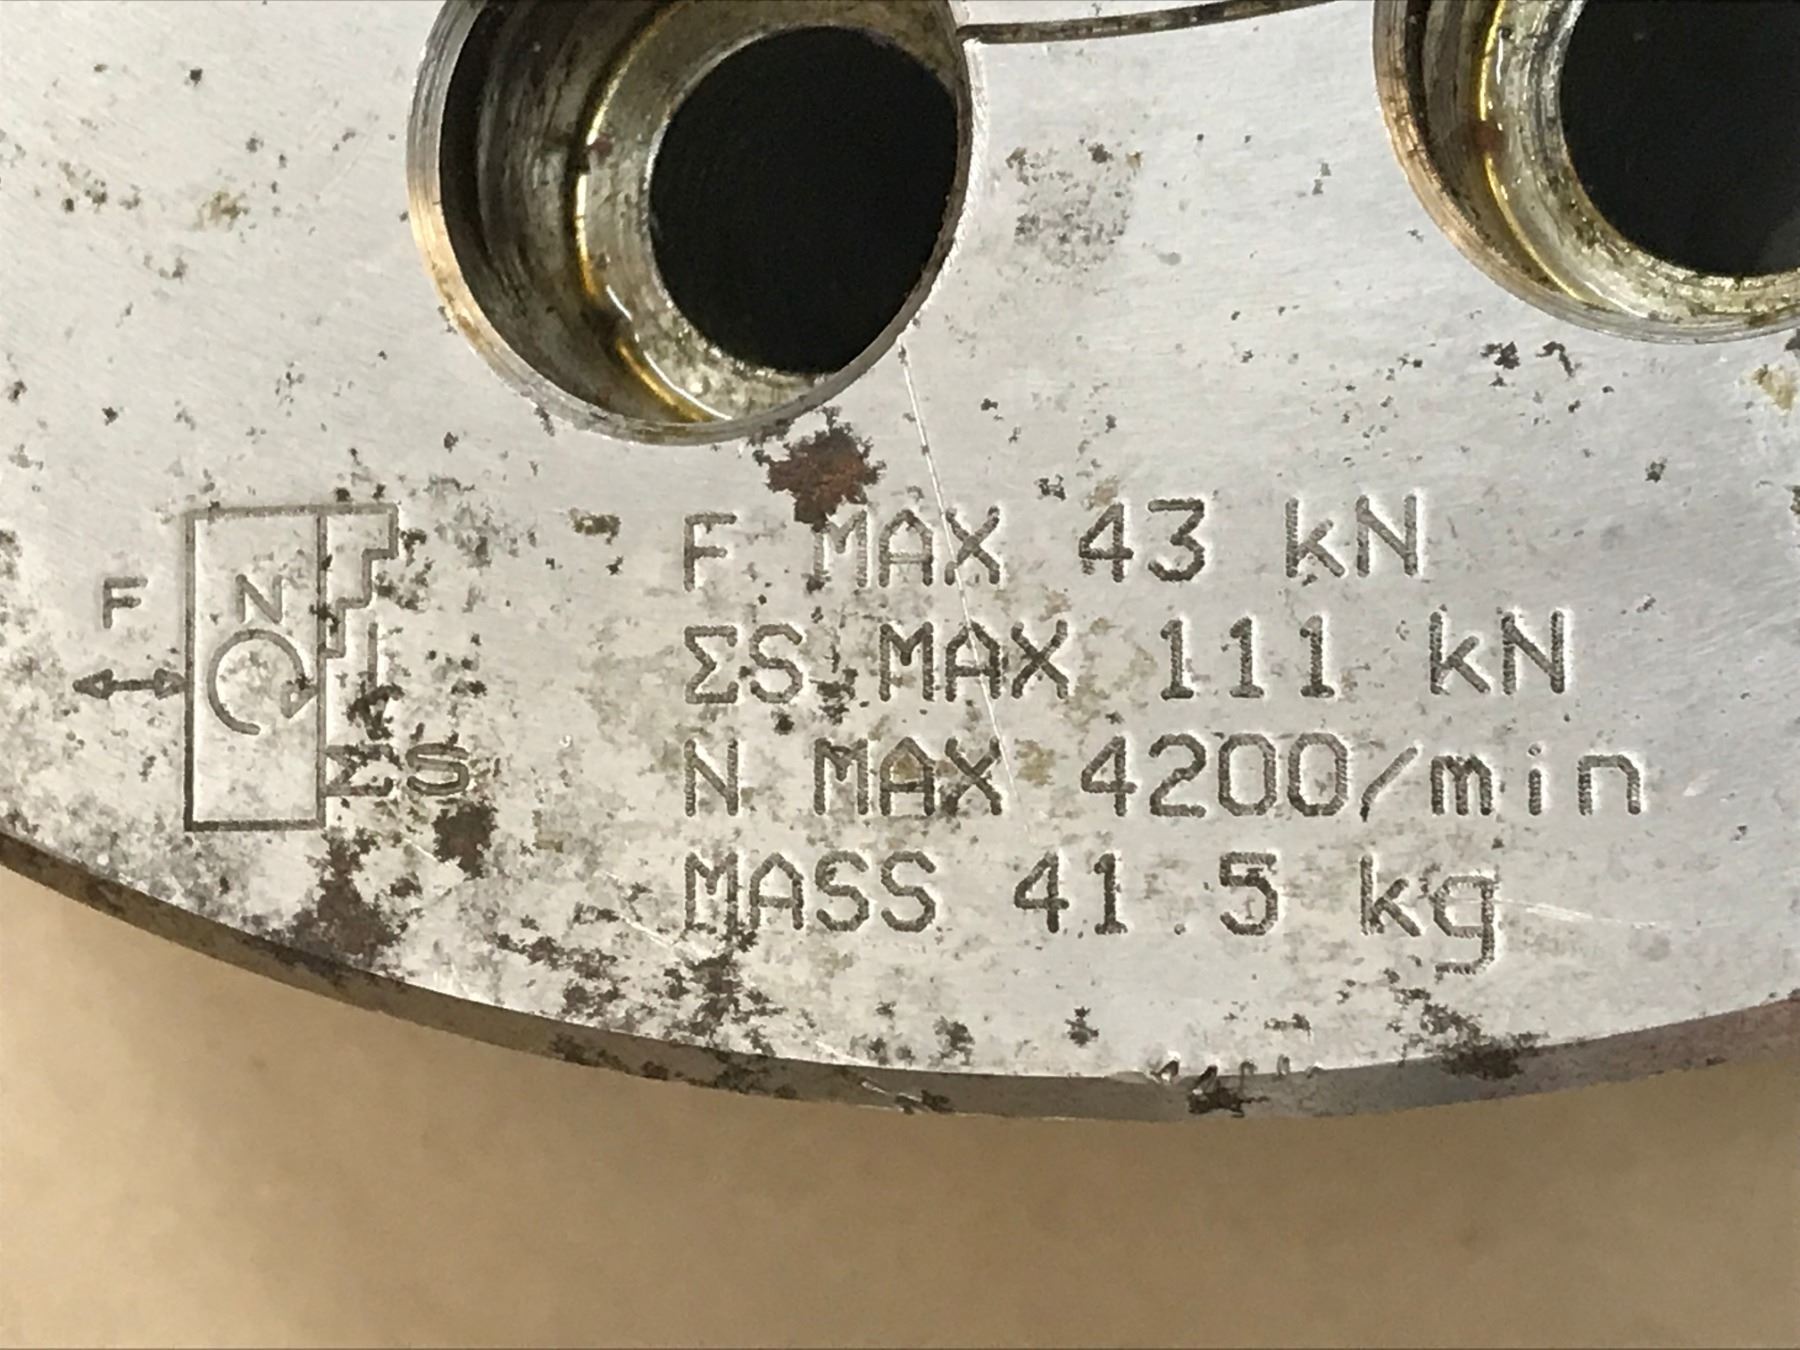 F MAX 43 kN
ΣS MAX 111 kN
N MAX 4200/min
MASS 41.5 kg
F N
ΣS